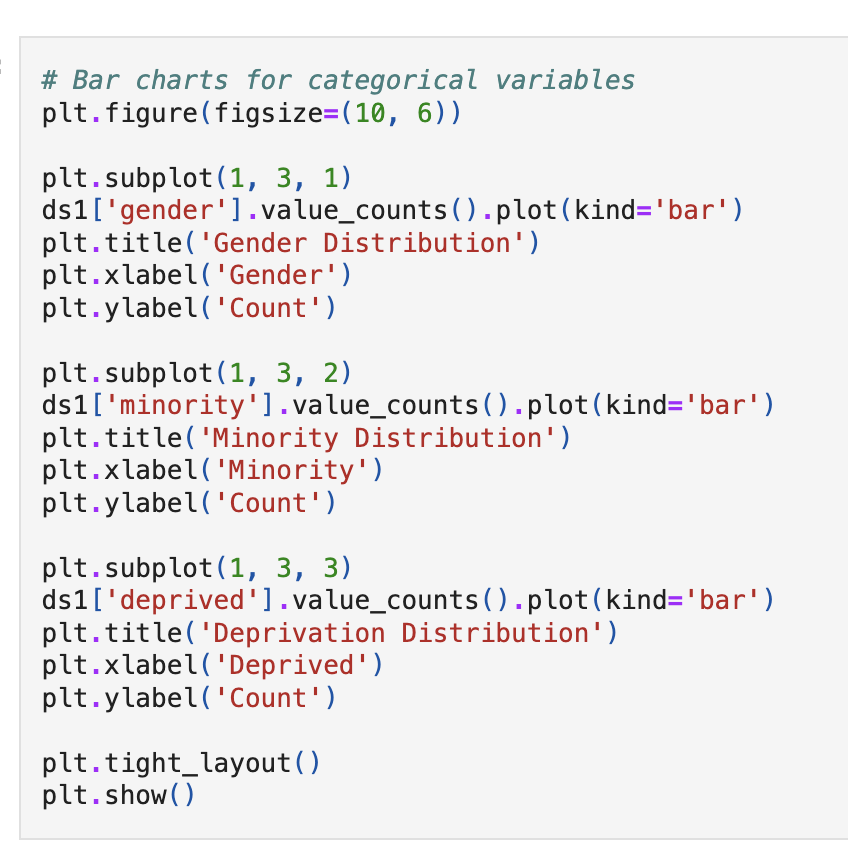 # Bar charts for categorical variables
plt.figure(figsize=(10, 6))
plt.subplot(1, 3, 1)
ds1['gender'].value_counts().plot(kind='bar')
plt.title('Gender Distribution')
plt.xlabel('Gender')
plt.ylabel('Count')
plt.subplot(1, 3, 2)
ds1['minority'].value_counts().plot(kind='bar')
plt.title('Minority Distribution')
plt.xlabel('Minority')
plt.ylabel('Count')
plt.subplot(1, 3, 3)
ds1['deprived'].value_counts().plot(kind='bar')
plt.title('Deprivation Distribution')
plt.xlabel('Deprived')
plt.ylabel('Count')
plt.tight_layout()
plt.show()